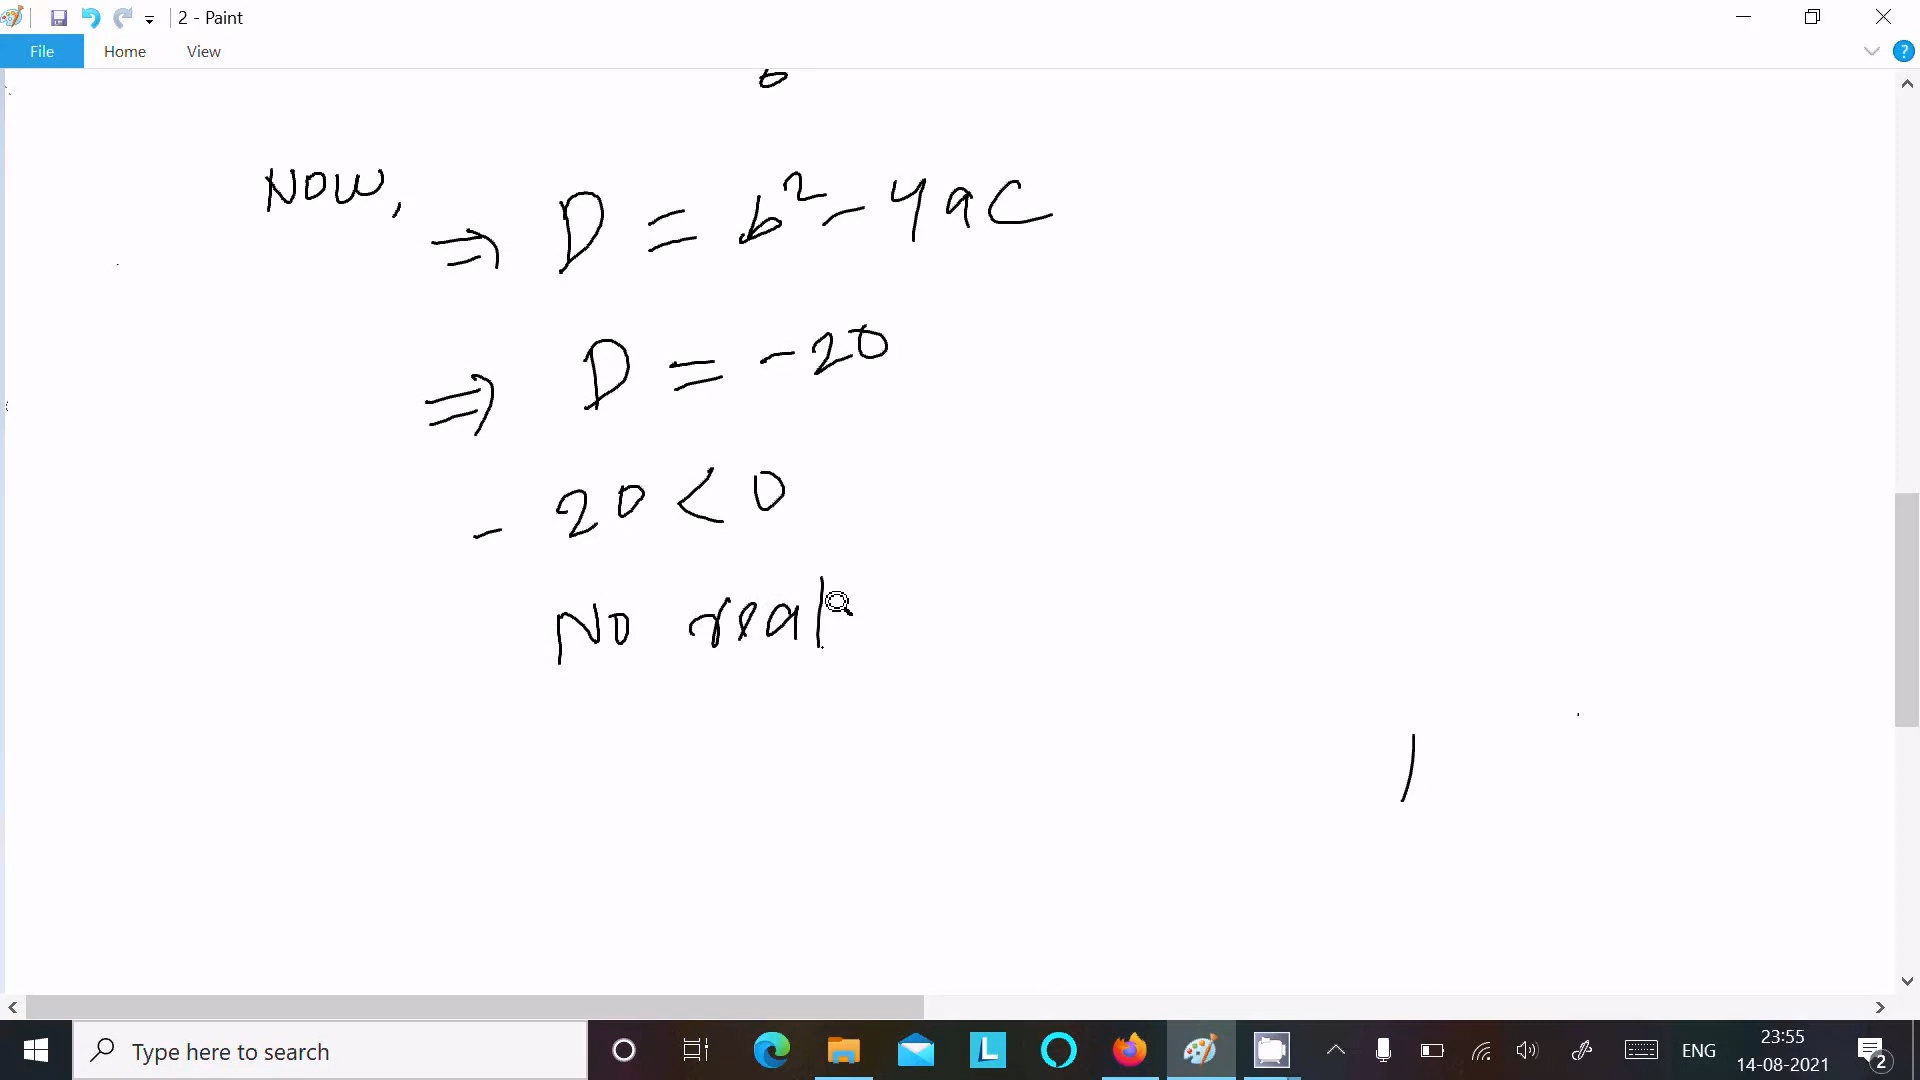 2 - Paint
File Home View
Now, ⇒ D = b² - 4ac
⇒ D = -20
- 20 < 0
No real
Type here to search
ENG
23:55
14-08-2021
2